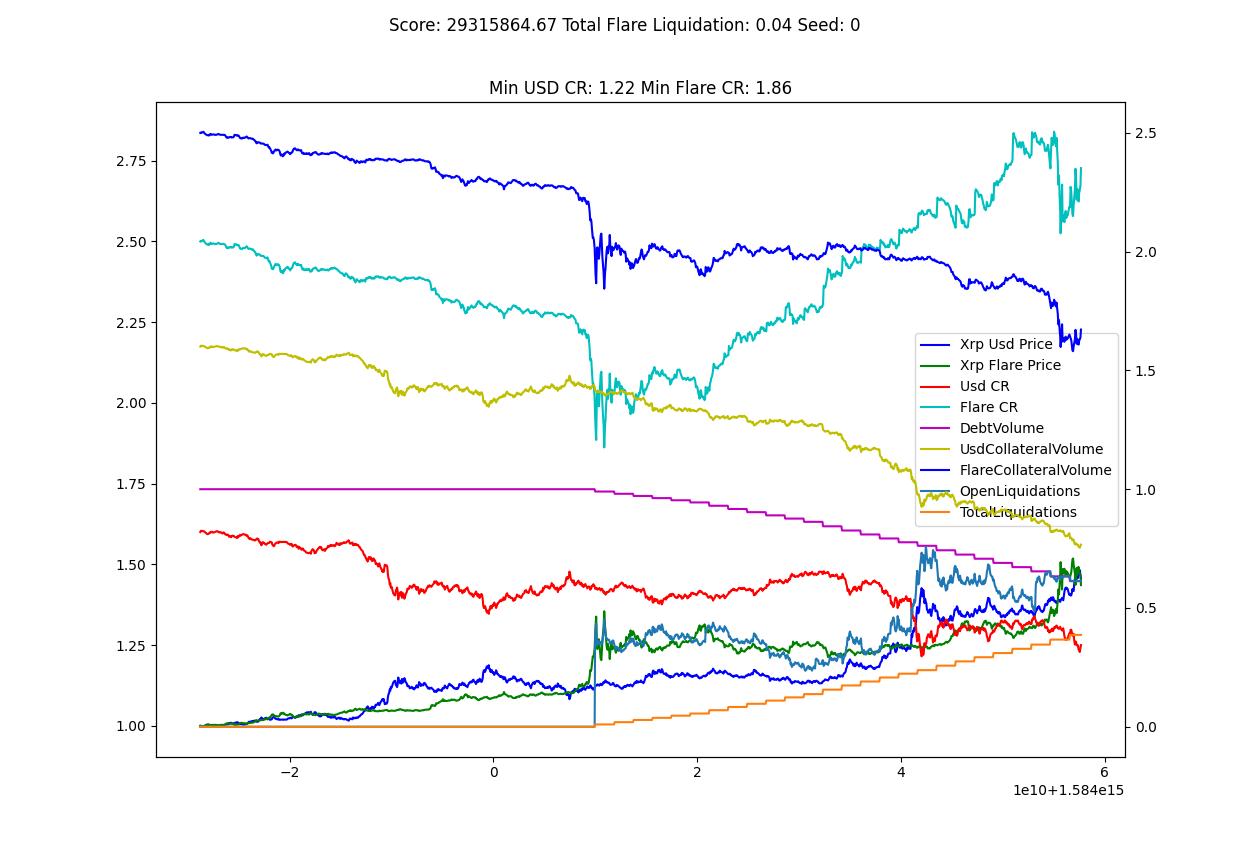 Score: 29315864.67 Total Flare Liquidation: 0.04 Seed: 0
Min USD CR: 1.22 Min Flare CR: 1.86
2.75
2.50
2.25
2.00
1.75
1.50
1.25
1.00
2.5
2.0
1.5
1.0
0.5
0.0
Xrp Usd Price
Xrp Flare Price
Usd CR
Flare CR
DebtVolume
UsdCollateralVolume
FlareCollateralVolume
OpenLiquidations
TotalLiquidations
−2 0 2 4 6
1e10+1.584e15